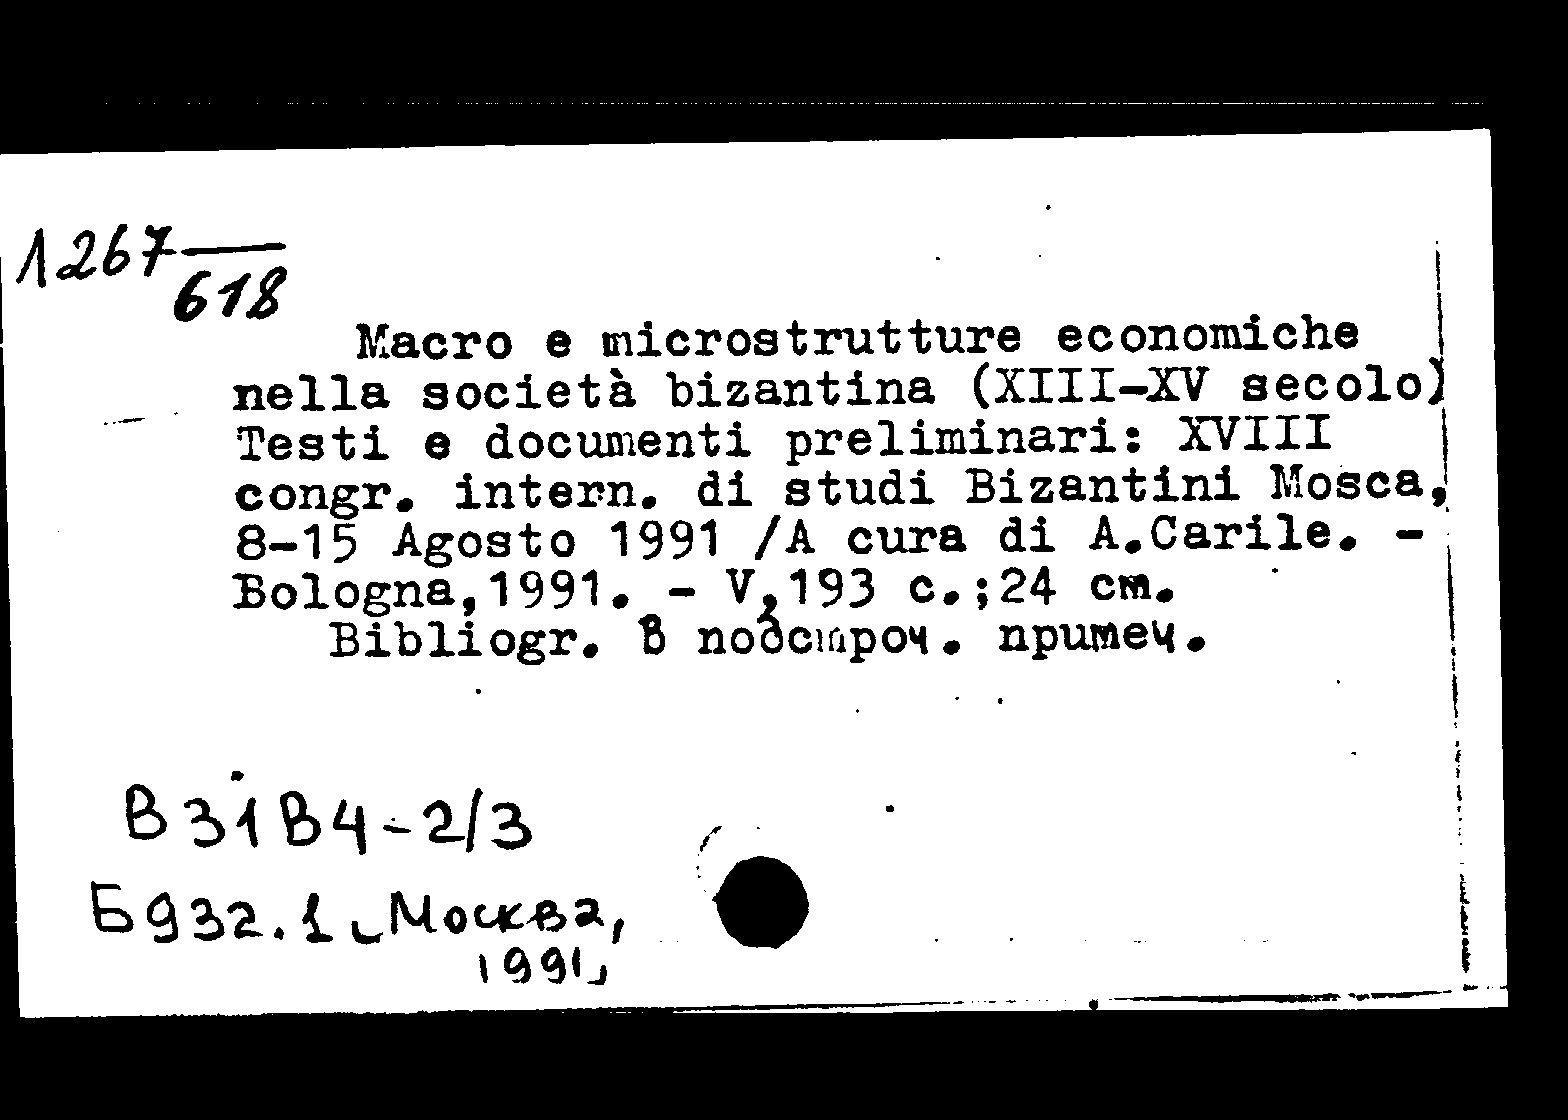 1267
618
Macro e microstrutture economiche
nella società bizantina (XIII-XV secolo)
Testi e documenti preliminari: XVIII
congr. intern. di studi Bizantini Mosca,
8-15 Agosto 1991 /A cura di A.Carile. -
Bologna,1991. - V,193 c.;24 cm.
Bibliogr. в подстроч. примеч.
В31В4-2/3
Б932.1 Москва,
1991